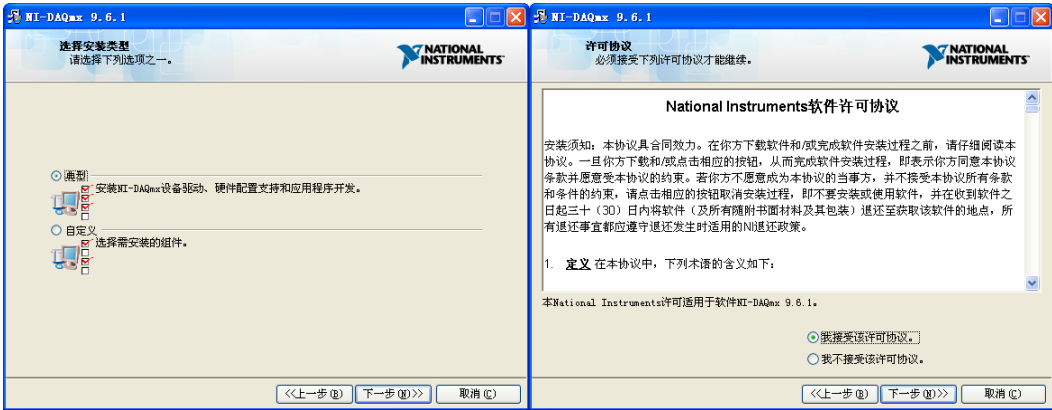 NI-DAQmx 9.6.1
选择安装类型
请选择下列选项之一。
NATIONAL
INSTRUMENTS
典型
安装NI-DAQmx设备驱动、硬件配置支持和应用程序开发。
自定义
选择需安装的组件。
<<上一步(B)
下一步(N)>>
取消(C)
NI-DAQmx 9.6.1
许可协议
必须接受下列许可协议才能继续。
NATIONAL
INSTRUMENTS
National Instruments软件许可协议
安装须知：本协议具合同效力。在你方下载软件和/或完成软件安装过程之前，请仔细阅读本
协议。一旦你方下载和/或点击相应的按钮，从而完成软件安装过程，即表示你方同意本协议
条款并愿意受本协议的约束。若你方不愿意成为本协议的当事方，并不接受本协议所有条款
和条件的约束，请点击相应的按钮取消安装过程，即不要安装或使用软件，并在收到软件之
日起三十（30）日内将软件（及所有随附书面材料及其包装）退还至获取该软件的地点，所
有退还事宜都应遵守退还发生时适用的NI退还政策。
1. 定义 在本协议中，下列术语的含义如下：
本National Instruments许可适用于软件NI-DAQmx 9.6.1。
我接受该许可协议。
我不接受该许可协议。
<<上一步(B)
下一步(N)>>
取消(C)